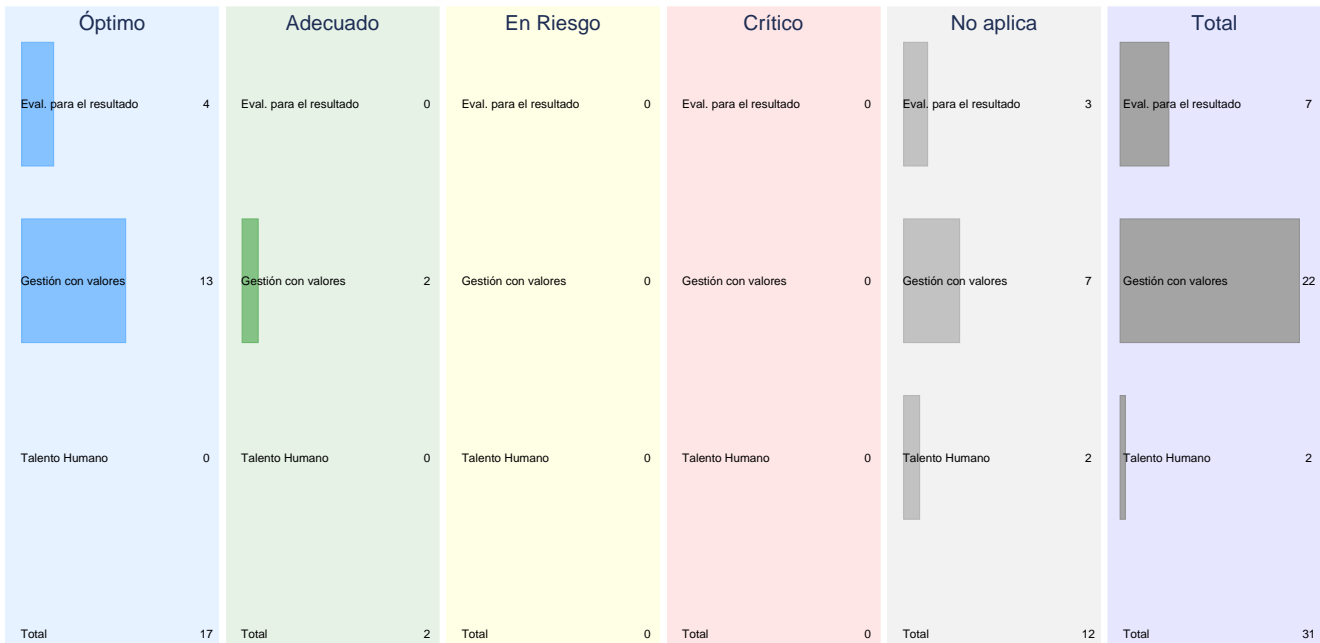 Óptimo Adecuado En Riesgo Crítico No aplica Total
Eval. para el resultado 4 Eval. para el resultado 0 Eval. para el resultado 0 Eval. para el resultado 0 Eval. para el resultado 3 Eval. para el resultado 7
Gestión con valores 13 Gestión con valores 2 Gestión con valores 0 Gestión con valores 0 Gestión con valores 7 Gestión con valores 22
Talento Humano 0 Talento Humano 0 Talento Humano 0 Talento Humano 0 Talento Humano 2 Talento Humano 2
Total 17 Total 2 Total 0 Total 0 Total 12 Total 31